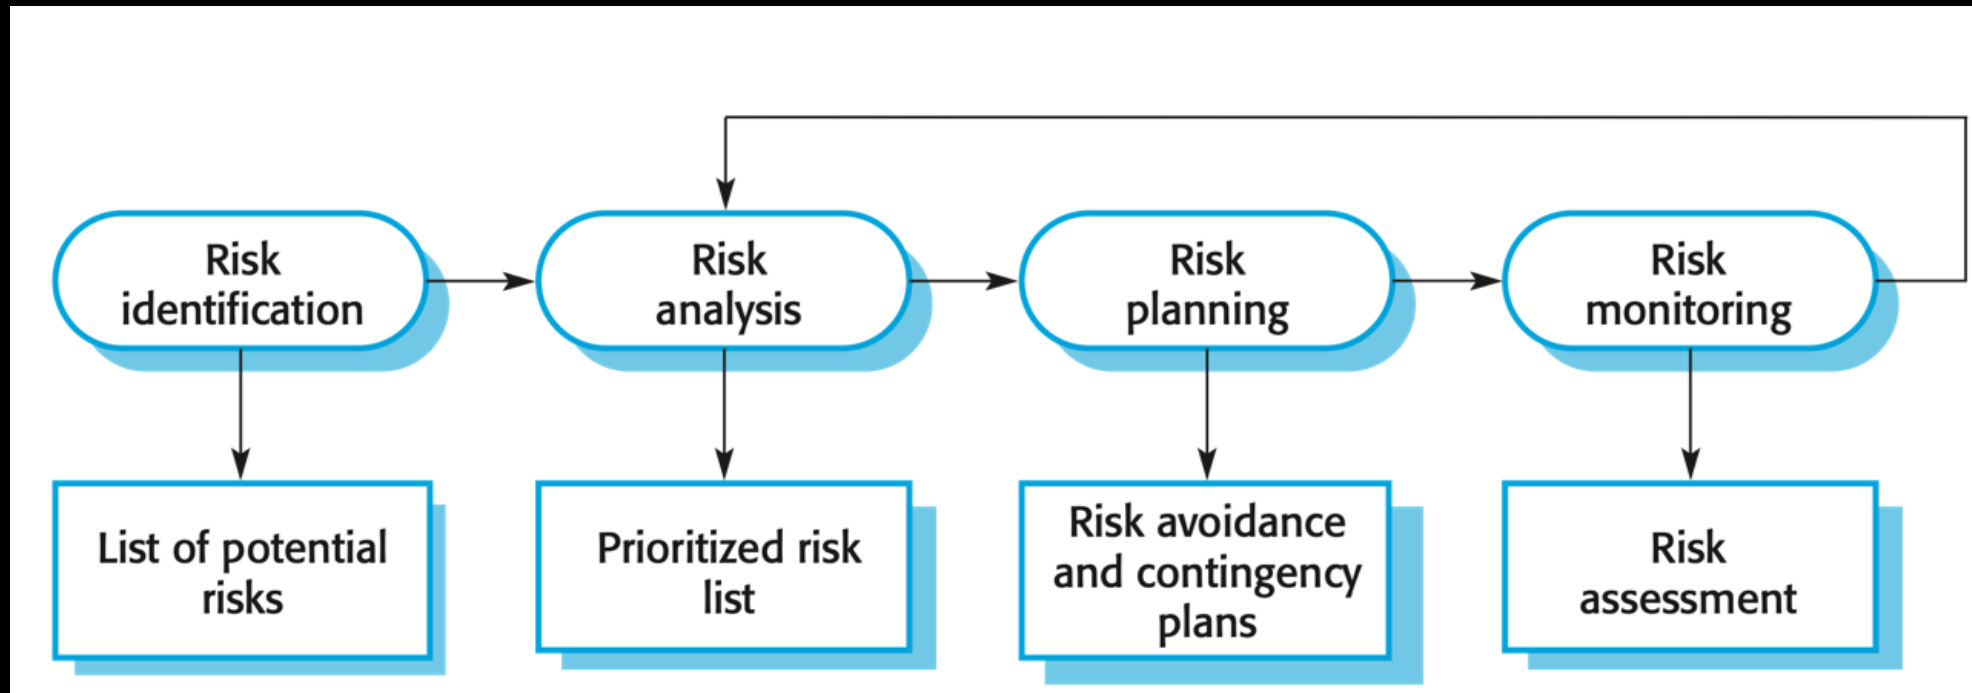 Risk
identification
Risk
analysis
Risk
planning
Risk
monitoring
List of potential
risks
Prioritized risk
list
Risk avoidance
and contingency
plans
Risk
assessment